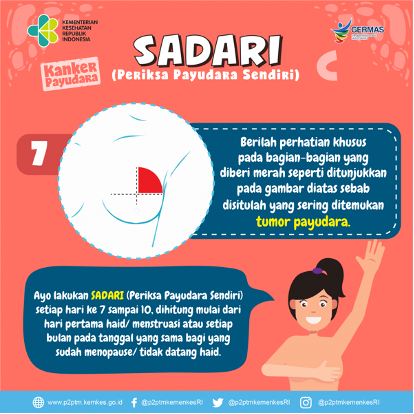 KEMENTERIAN
KESEHATAN
REPUBLIK
INDONESIA
GERMAS
SADARI
(Periksa Payudara Sendiri)
Kanker
Payudara
7
Berilah perhatian khusus
pada bagian-bagian yang
diberi merah seperti ditunjukkan
pada gambar diatas sebab
disitulah yang sering ditemukan
tumor payudara.
Ayo lakukan SADARI (Periksa Payudara Sendiri)
setiap hari ke 7 sampai 10, dihitung mulai dari
hari pertama haid/ menstruasi atau setiap
bulan pada tanggal yang sama bagi yang
sudah menopause/ tidak datang haid.
www.p2ptm.kemkes.go.id
@p2ptmkemenkesRI
@p2ptmkemenkesRI
@p2ptmkemenkesRI